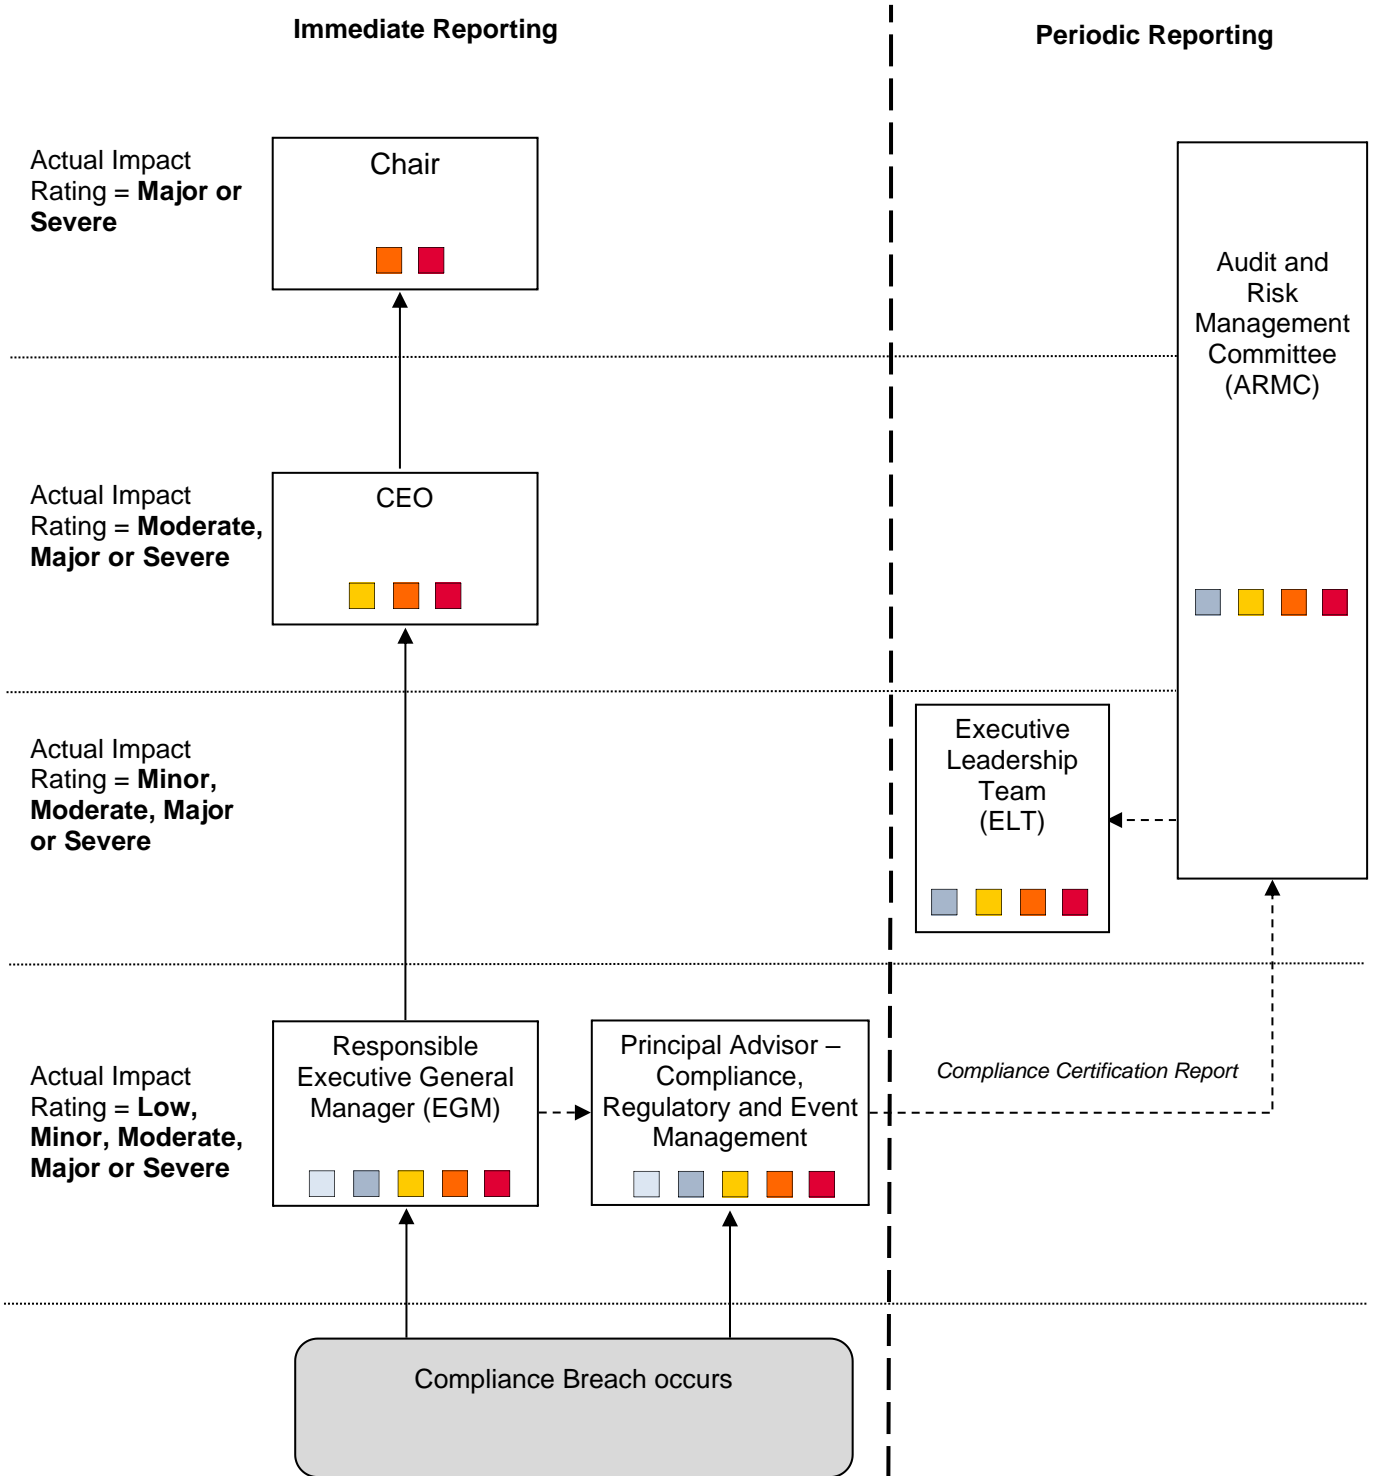 Immediate Reporting
Periodic Reporting
Actual Impact
Rating = Major or
Severe
Chair
Audit and
Risk
Management
Committee
(ARMC)
Actual Impact
Rating = Moderate,
Major or Severe
CEO
Actual Impact
Rating = Minor,
Moderate, Major
or Severe
Executive
Leadership
Team
(ELT)
Actual Impact
Rating = Low,
Minor, Moderate,
Major or Severe
Responsible
Executive General
Manager (EGM)
Principal Advisor –
Compliance,
Regulatory and Event
Management
Compliance Certification Report
Compliance Breach occurs